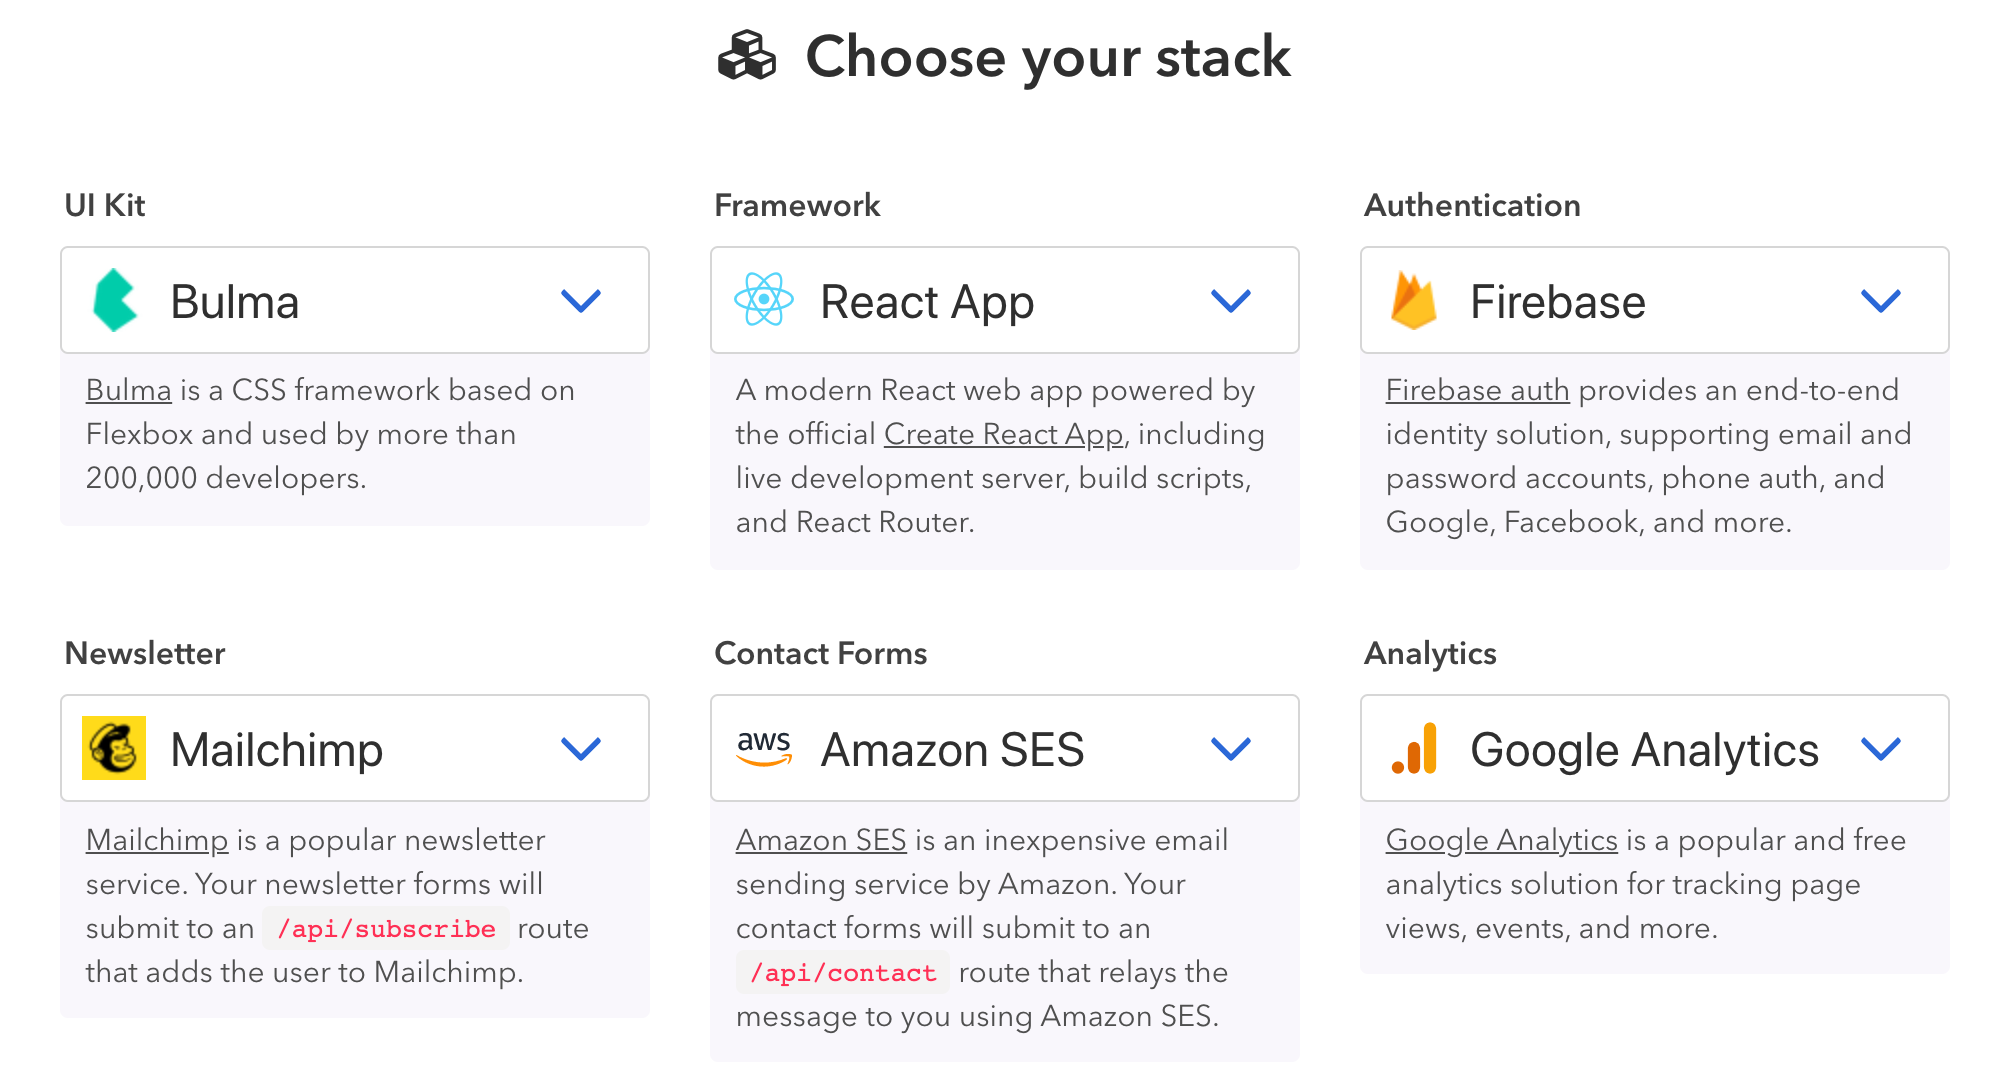 Choose your stack
UI Kit
Bulma
Bulma is a CSS framework based on
Flexbox and used by more than
200,000 developers.
Framework
React App
A modern React web app powered by
the official Create React App, including
live development server, build scripts,
and React Router.
Authentication
Firebase
Firebase auth provides an end-to-end
identity solution, supporting email and
password accounts, phone auth, and
Google, Facebook, and more.
Newsletter
Mailchimp
Mailchimp is a popular newsletter
service. Your newsletter forms will
submit to an /api/subscribe route
that adds the user to Mailchimp.
Contact Forms
aws
Amazon SES
Amazon SES is an inexpensive email
sending service by Amazon. Your
contact forms will submit to an
/api/contact route that relays the
message to you using Amazon SES.
Analytics
Google Analytics
Google Analytics is a popular and free
analytics solution for tracking page
views, events, and more.